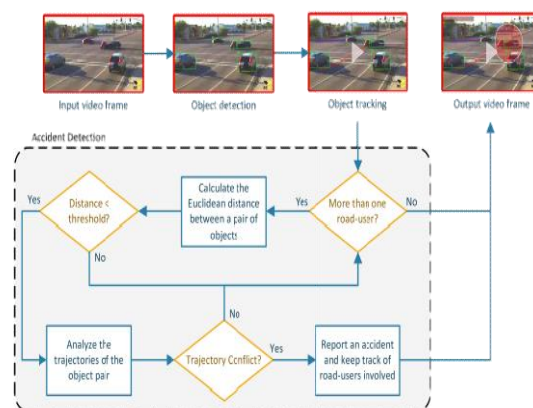 Input video frame
Object detection
Object tracking
Output video frame
Accident Detection
Yes
Distance <
threshold?
No
Calculate the
Euclidean distance
between a pair of
objects
Yes
More than one
road-user?
No
No
Analyze the
trajectories of the
object pair
Trajectory Conflict?
Yes
Report an accident
and keep track of
road-users involved